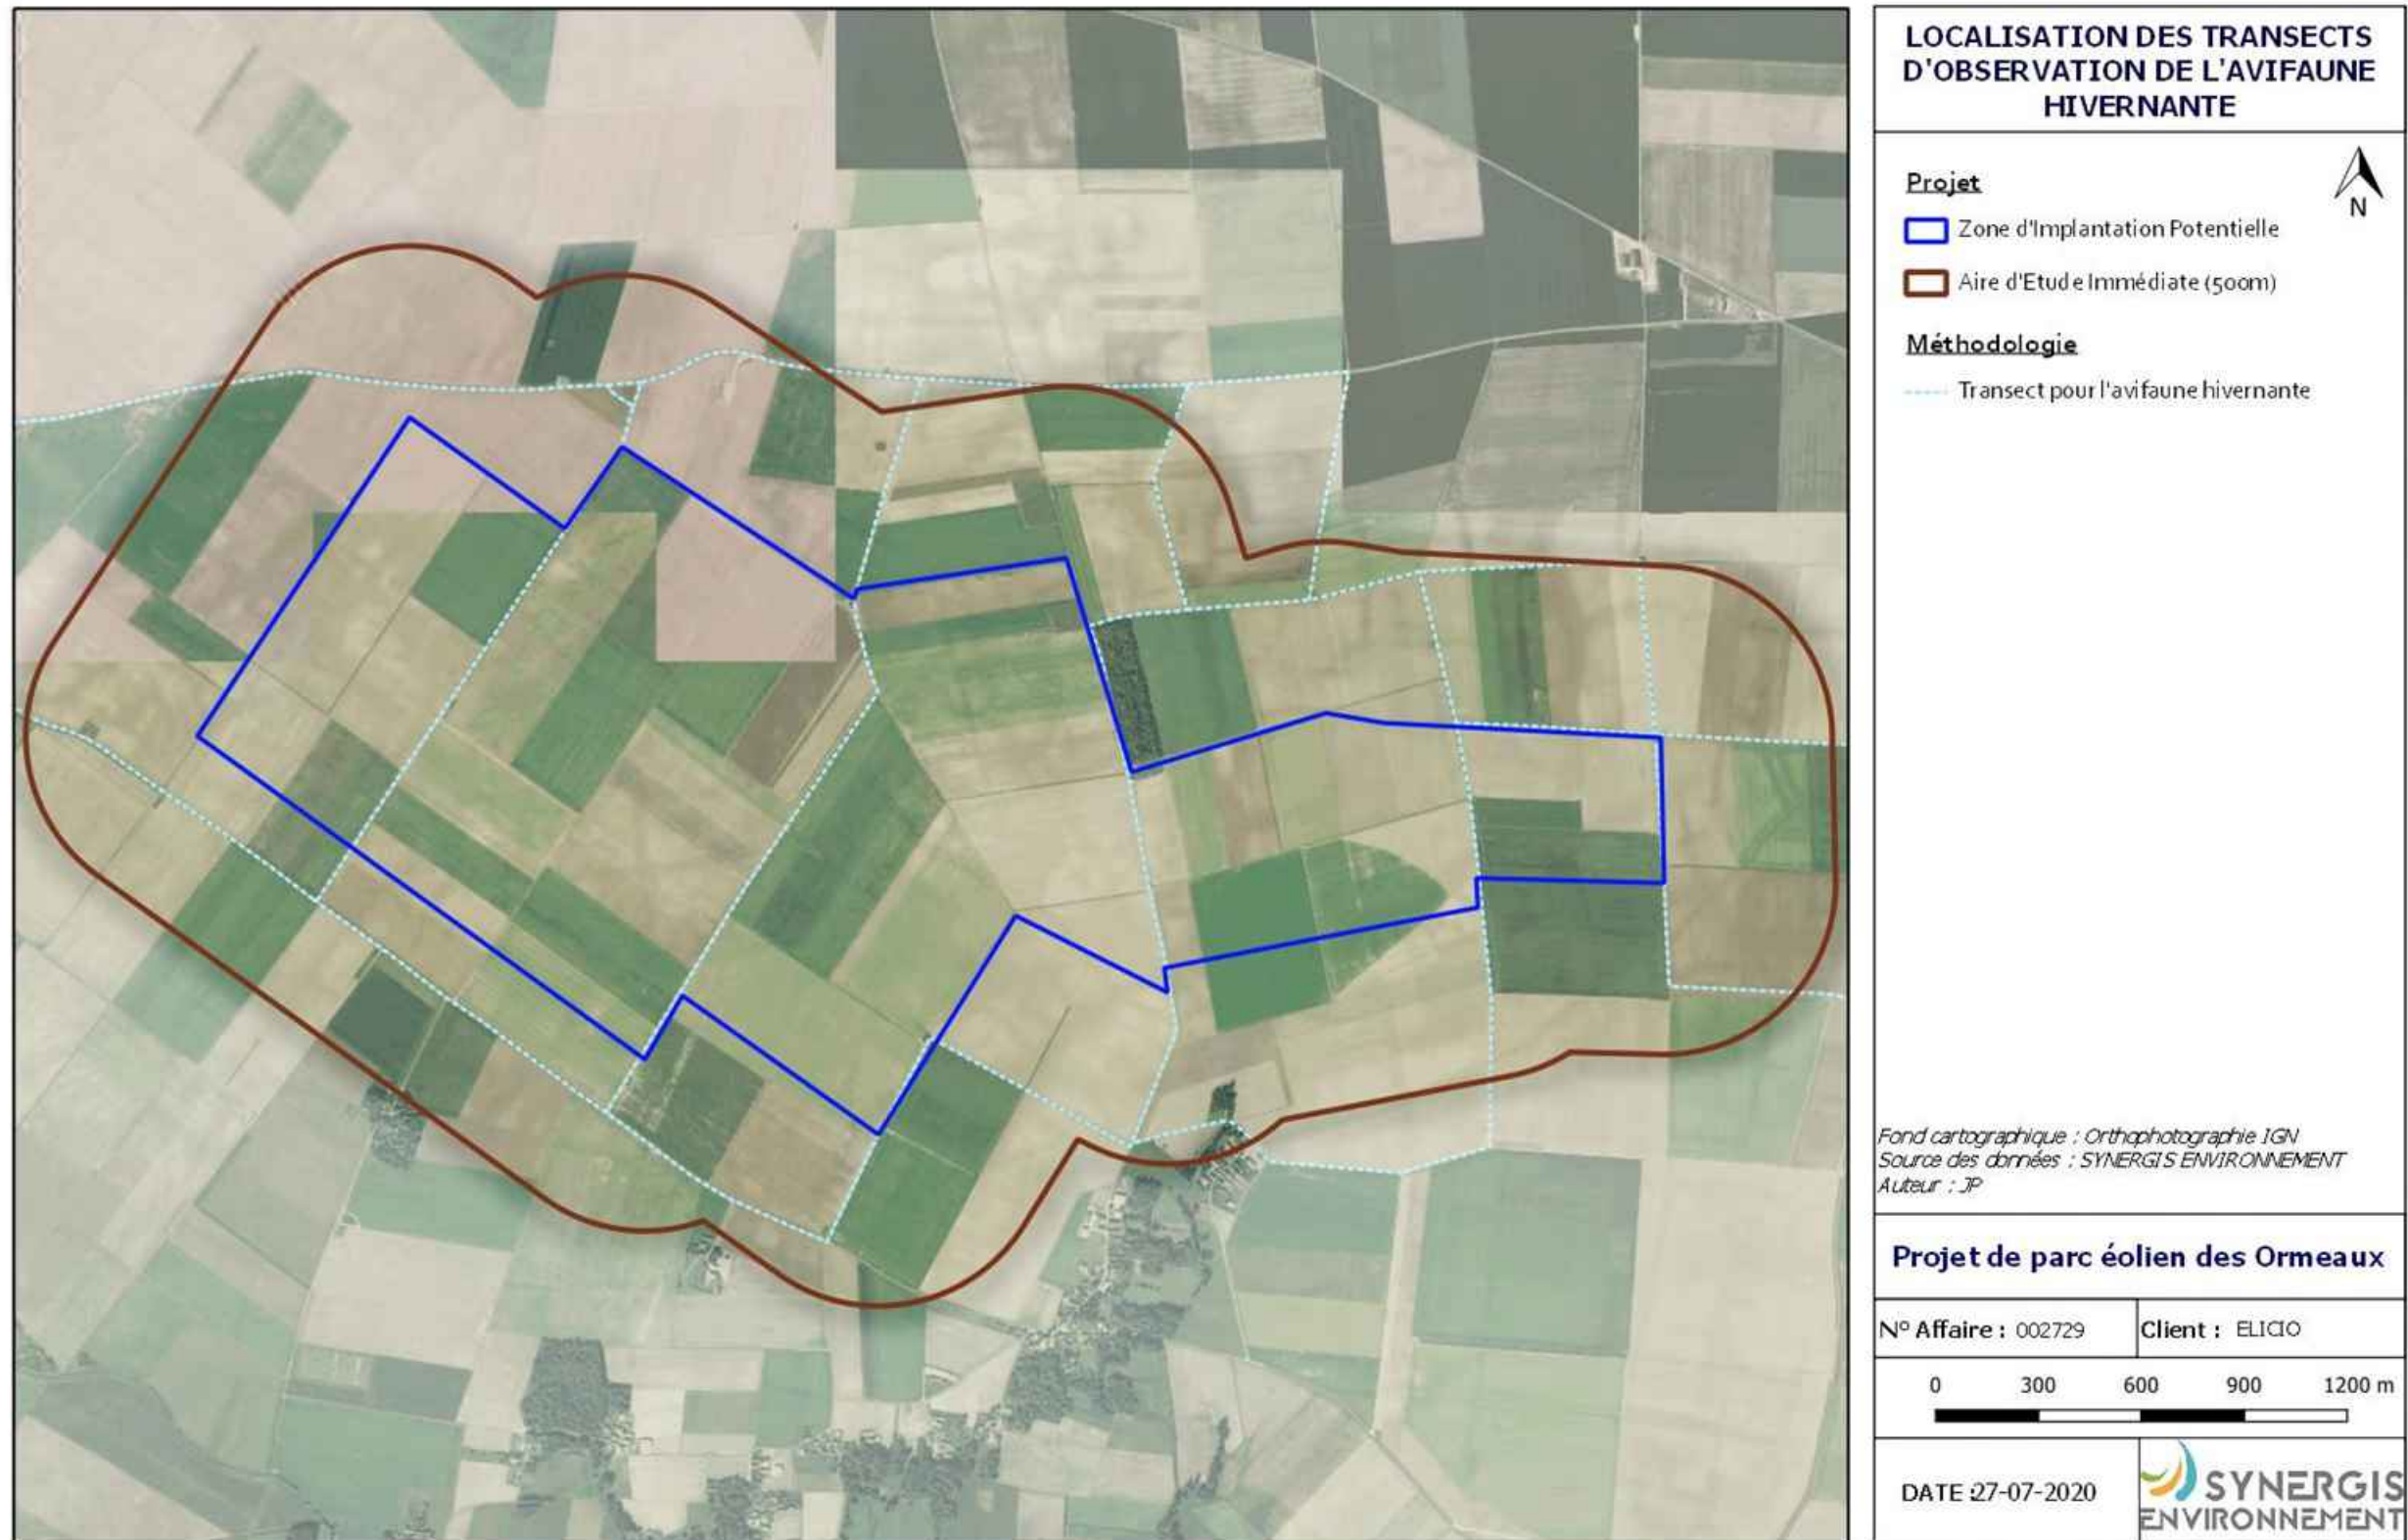 LOCALISATION DES TRANSECTS
D'OBSERVATION DE L'AVIFAUNE
HIVERNANTE
N
Projet
Zone d'Implantation Potentielle
Aire d'Etude Immédiate (500m)
Méthodologie
Transect pour l'avifaune hivernante
Fond cartographique : Orthophotographie IGN
Source des données : SYNERGIS ENVIRONNEMENT
Auteur : JP
Projet de parc éolien des Ormeaux
N° Affaire : 002729
Client : ELICIO
0 300 600 900 1200 m
DATE :27-07-2020
SYNERGIS
ENVIRONNEMENT